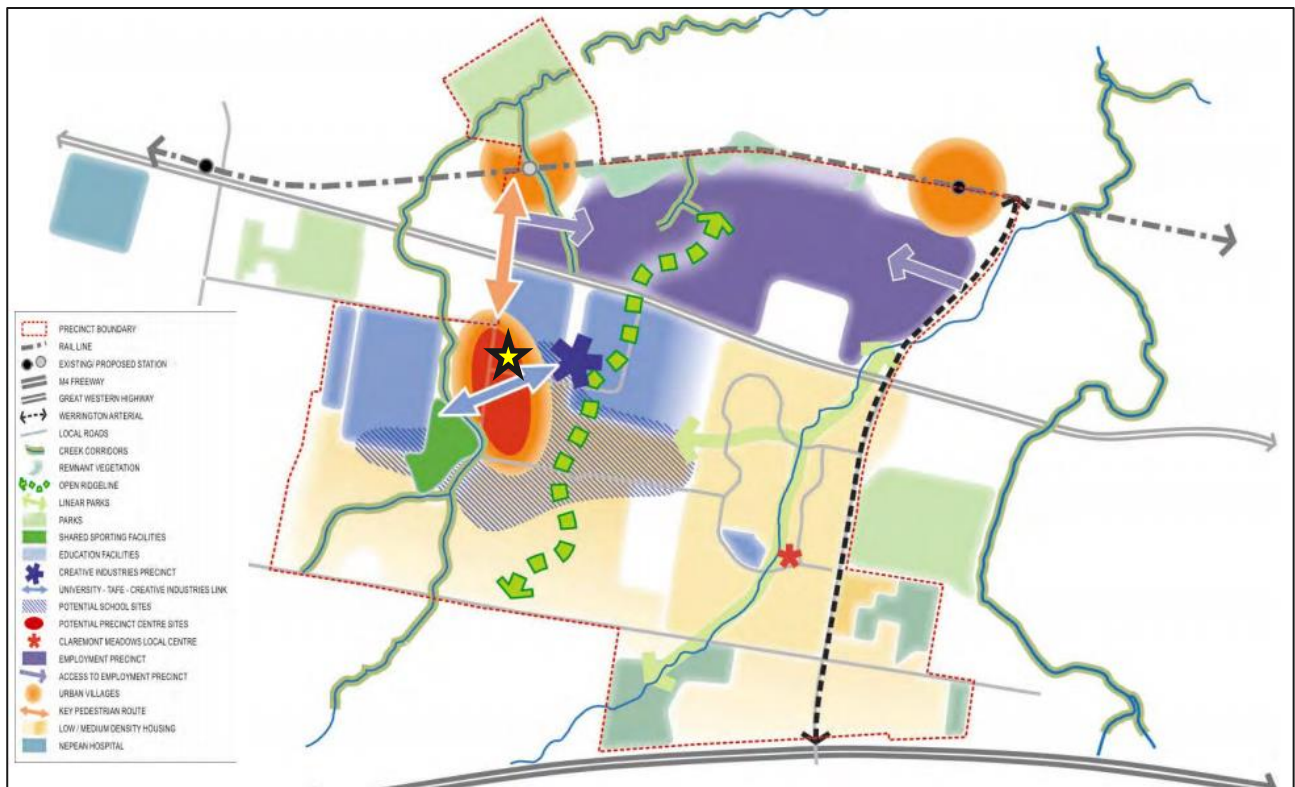 PRECINCT BOUNDARY
RAIL LINE
EXISTING/ PROPOSED STATION
M4 FREEWAY
GREAT WESTERN HIGHWAY
WERRINGTON ARTERIAL
LOCAL ROADS
CREEK CORRIDORS
REMNANT VEGETATION
OPEN RIDGELINE
LINEAR PARKS
PARKS
SHARED SPORTING FACILITIES
EDUCATION FACILITIES
CREATIVE INDUSTRIES PRECINCT
UNIVERSITY - TAFE - CREATIVE INDUSTRIES LINK
POTENTIAL SCHOOL SITES
POTENTIAL PRECINCT CENTRE SITES
CLAREMONT MEADOWS LOCAL CENTRE
EMPLOYMENT PRECINCT
ACCESS TO EMPLOYMENT PRECINCT
URBAN VILLAGES
KEY PEDESTRIAN ROUTE
LOW / MEDIUM DENSITY HOUSING
NEPEAN HOSPITAL